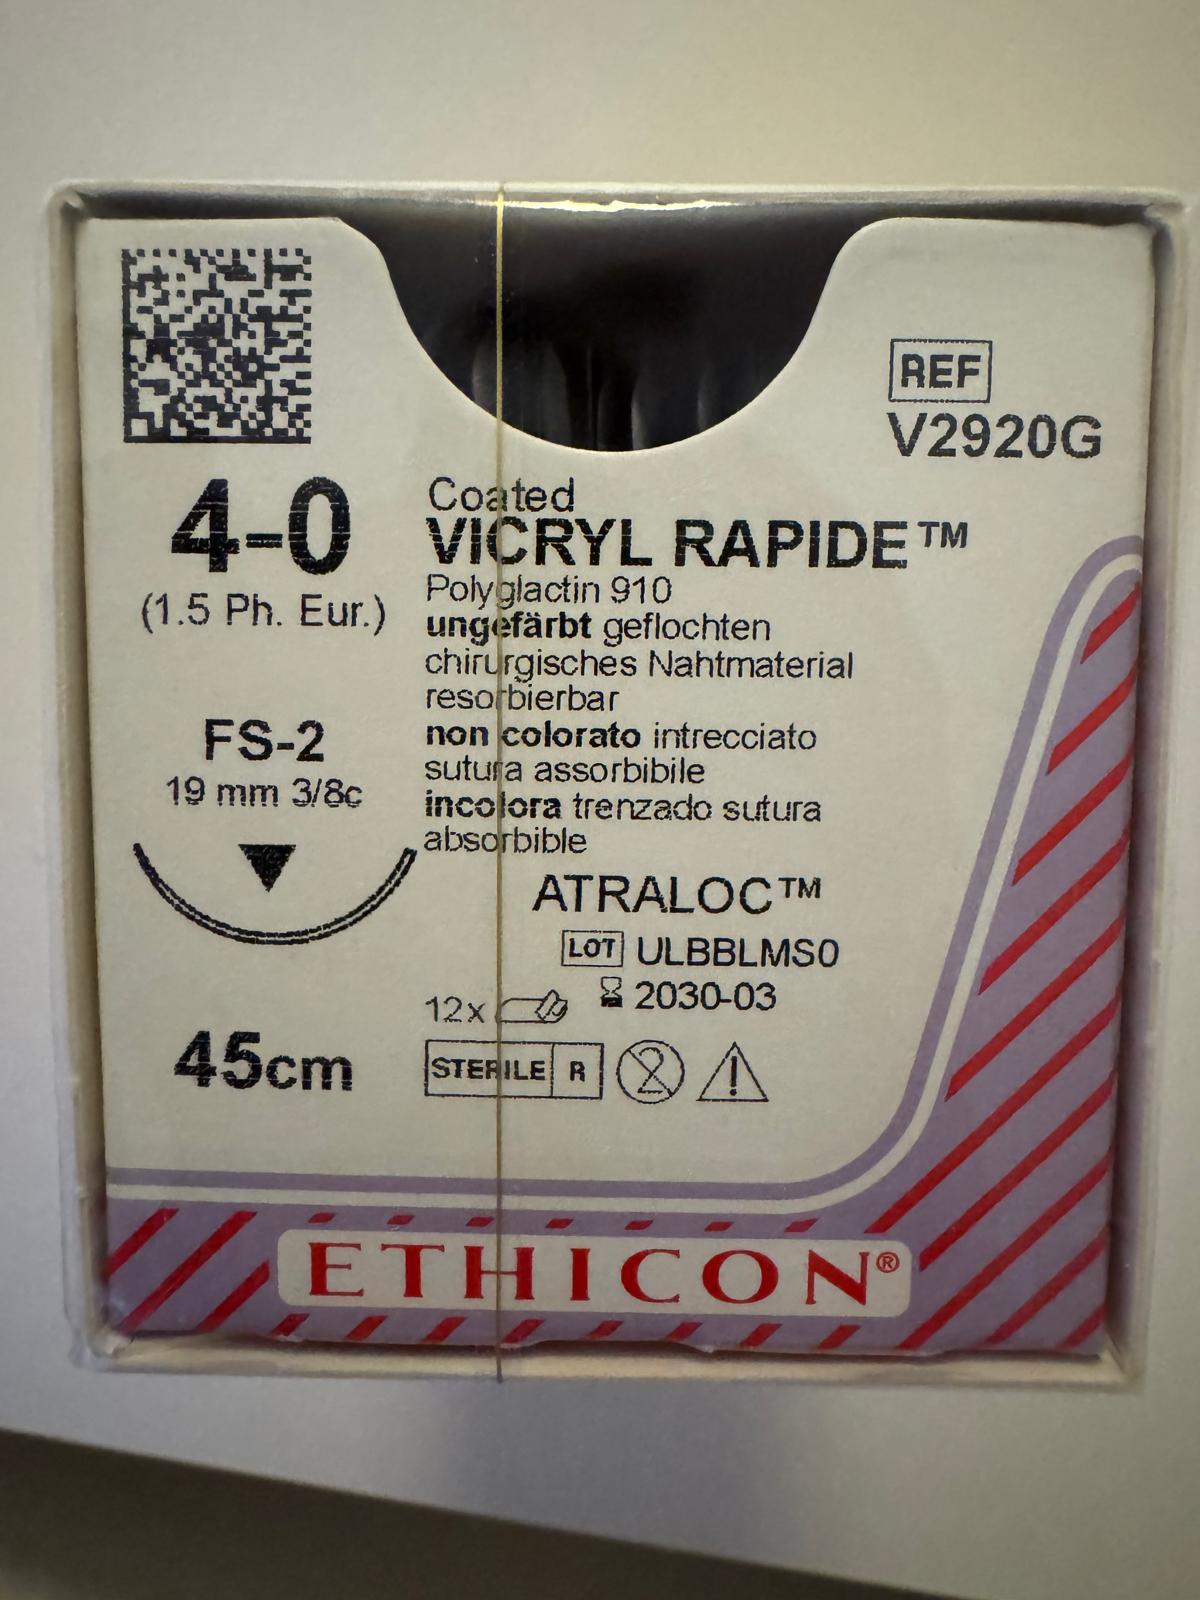 REF
V2920G
4-0
(1.5 Ph. Eur.)
FS-2
19 mm 3/8c
45cm
Coated
VICRYL RAPIDE™
Polyglactin 910
ungefärbt geflochten
chirurgisches Nahtmaterial
resorbierbar
non colorato intrecciato
sutura assorbibile
incolora trenzado sutura
absorbible
ATRALOC™
LOT ULBBLMS0
2030-03
12x
STERILE R
2
ETHICON®